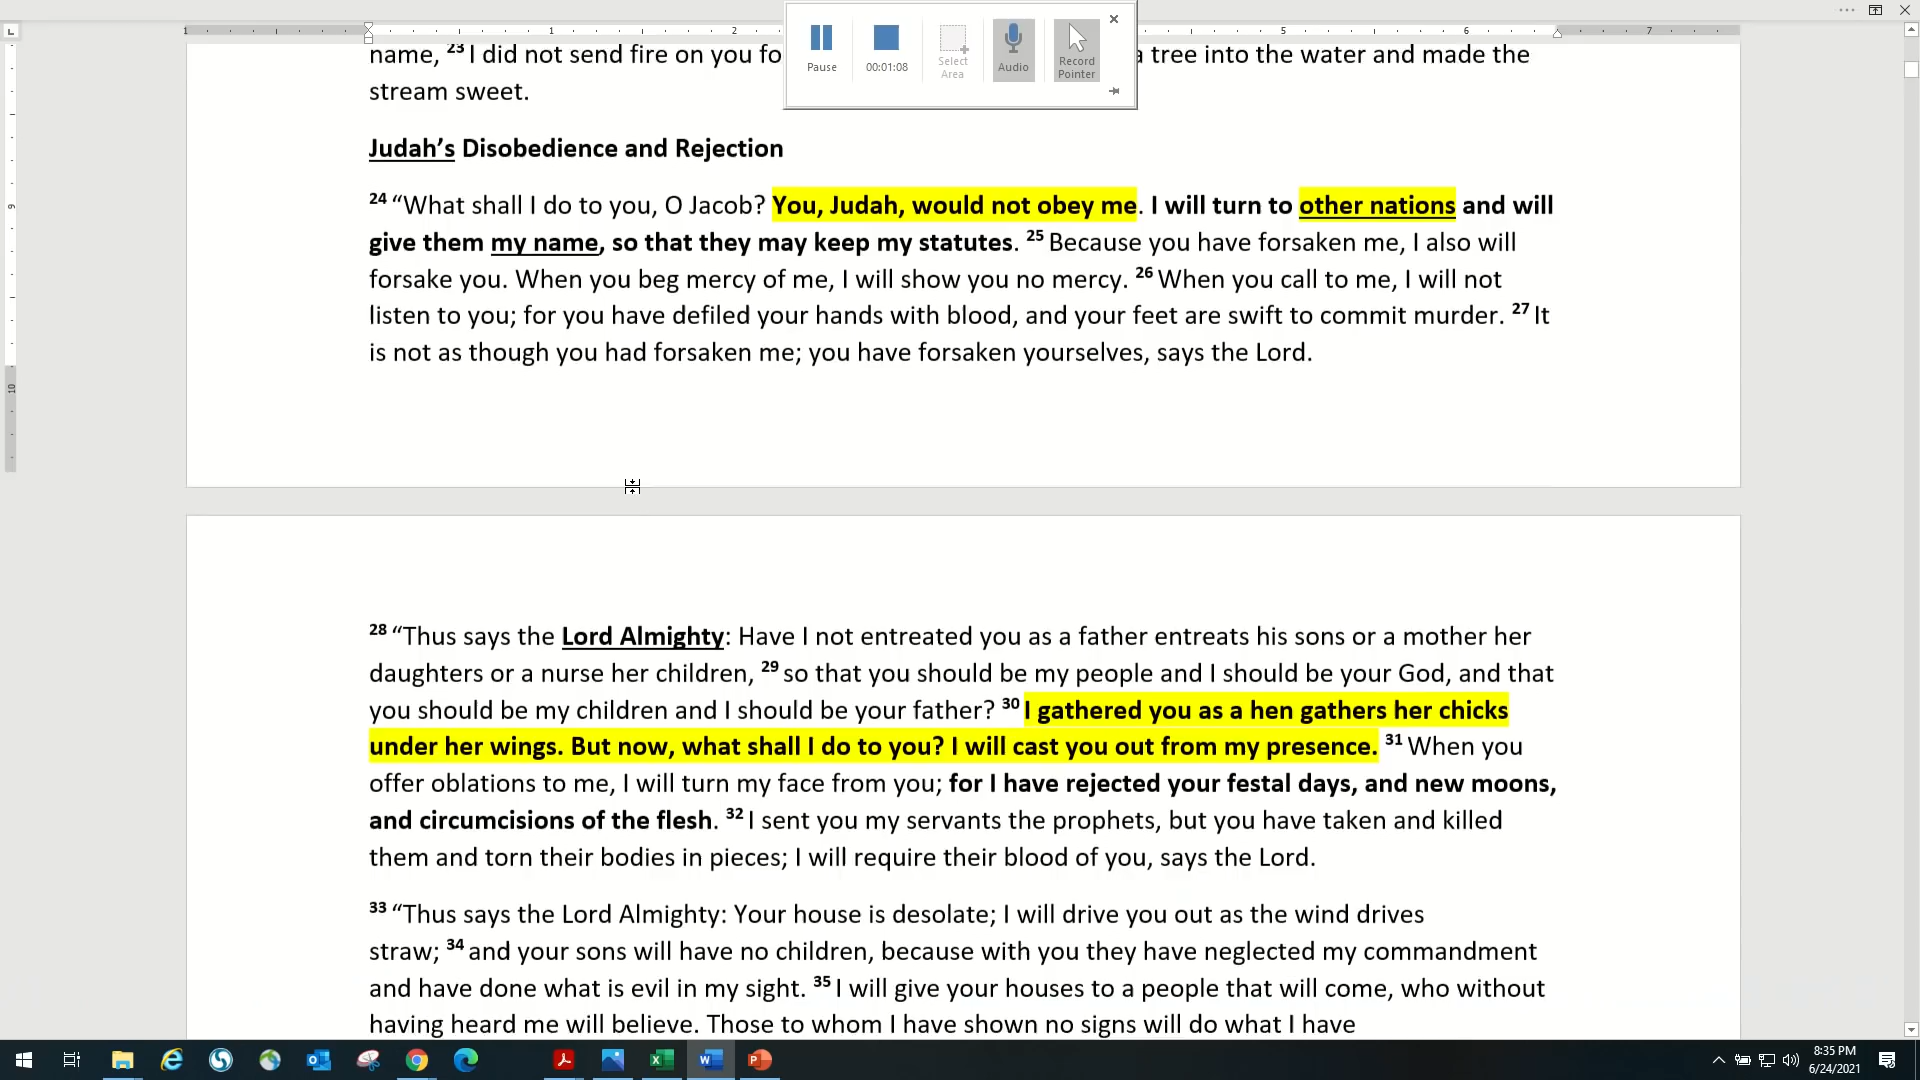 1 1 2 5 6 7
Pause
00:01:08
Select
Area
Audio
Record
Pointer
name, 23 I did not send fire on you fo a tree into the water and made the
stream sweet.
Judah’s Disobedience and Rejection
24 “What shall I do to you, O Jacob? You, Judah, would not obey me. I will turn to other nations and will
give them my name, so that they may keep my statutes. 25 Because you have forsaken me, I also will
forsake you. When you beg mercy of me, I will show you no mercy. 26 When you call to me, I will not
listen to you; for you have defiled your hands with blood, and your feet are swift to commit murder. 27 It
is not as though you had forsaken me; you have forsaken yourselves, says the Lord.
9
10
28 “Thus says the Lord Almighty: Have I not entreated you as a father entreats his sons or a mother her
daughters or a nurse her children, 29 so that you should be my people and I should be your God, and that
you should be my children and I should be your father? 30 I gathered you as a hen gathers her chicks
under her wings. But now, what shall I do to you? I will cast you out from my presence. 31 When you
offer oblations to me, I will turn my face from you; for I have rejected your festal days, and new moons,
and circumcisions of the flesh. 32 I sent you my servants the prophets, but you have taken and killed
them and torn their bodies in pieces; I will require their blood of you, says the Lord.
33 “Thus says the Lord Almighty: Your house is desolate; I will drive you out as the wind drives
straw; 34 and your sons will have no children, because with you they have neglected my commandment
and have done what is evil in my sight. 35 I will give your houses to a people that will come, who without
having heard me will believe. Those to whom I have shown no signs will do what I have
8:35 PM
6/24/2021